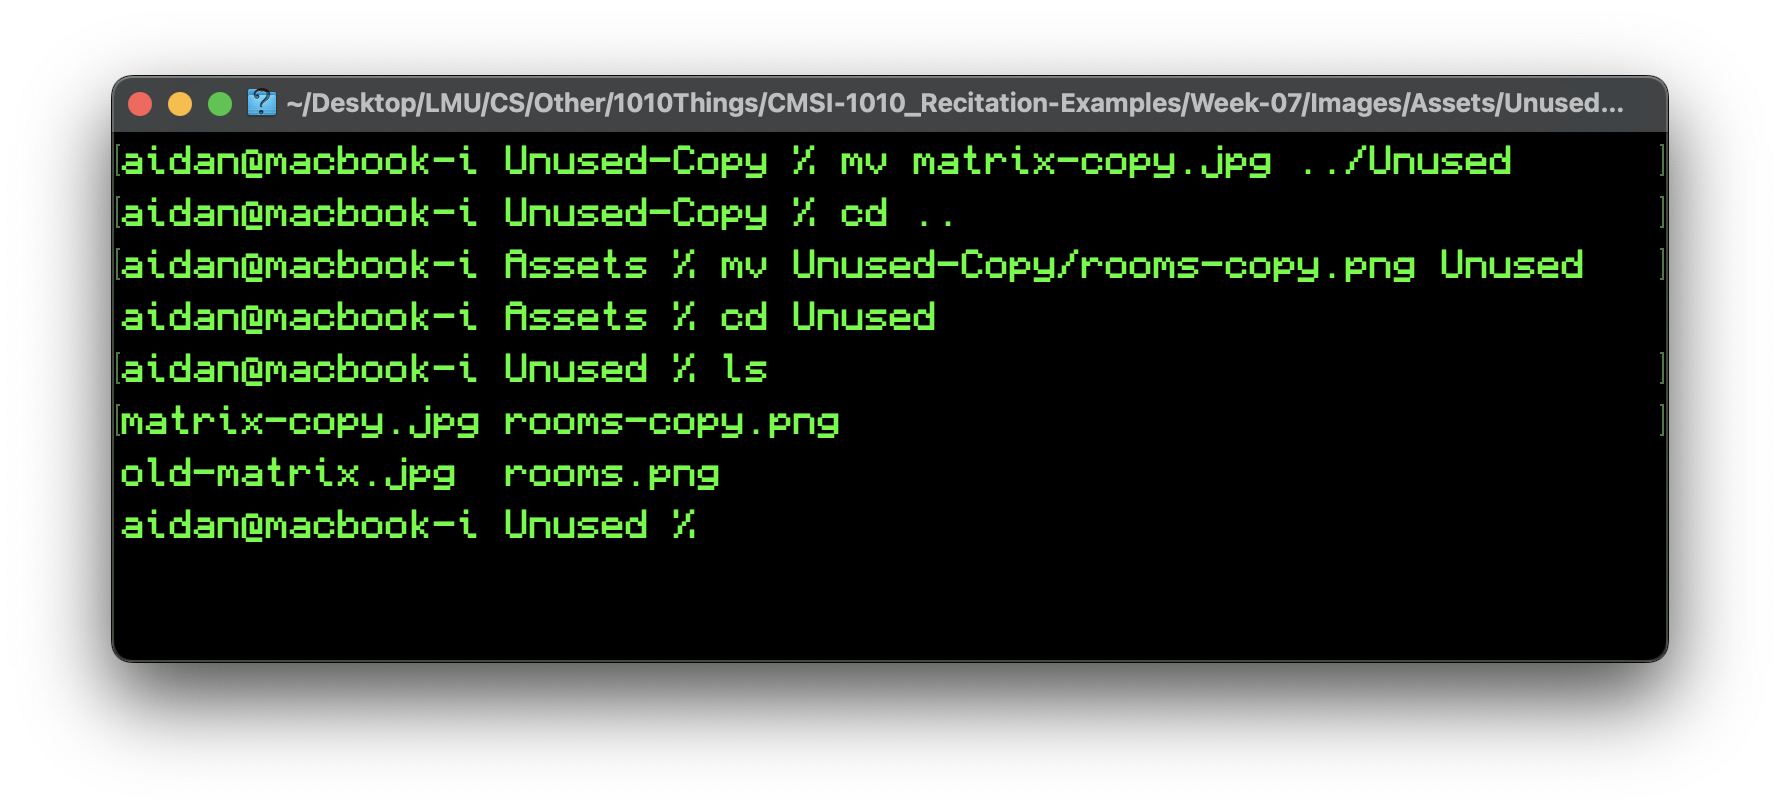 ~/Desktop/LMU/CS/Other/1010Things/CMSI-1010_Recitation-Examples/Week-07/Images/Assets/Unused...
[aidan@macbook-i Unused-Copy % mv matrix-copy.jpg ../Unused ]
[aidan@macbook-i Unused-Copy % cd .. ]
[aidan@macbook-i Assets % mv Unused-Copy/rooms-copy.png Unused ]
aidan@macbook-i Assets % cd Unused
[aidan@macbook-i Unused % ls ]
[matrix-copy.jpg rooms-copy.png ]
old-matrix.jpg  rooms.png
aidan@macbook-i Unused %